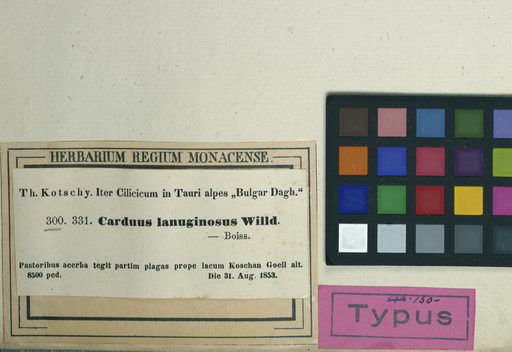 HERBARIUM REGIUM MONACENSE.
Th. Kotschy. Iter Cilicicum in Tauri alpes „Bulgar Dagh.“
300. 331. Carduus lanuginosus Willd.
— Boiss.
Pastoribus acerba tegit partim plagas prope lacum Koschan Goell alt.
8500 ped. Die 31. Aug. 1853.
-150-
Typus